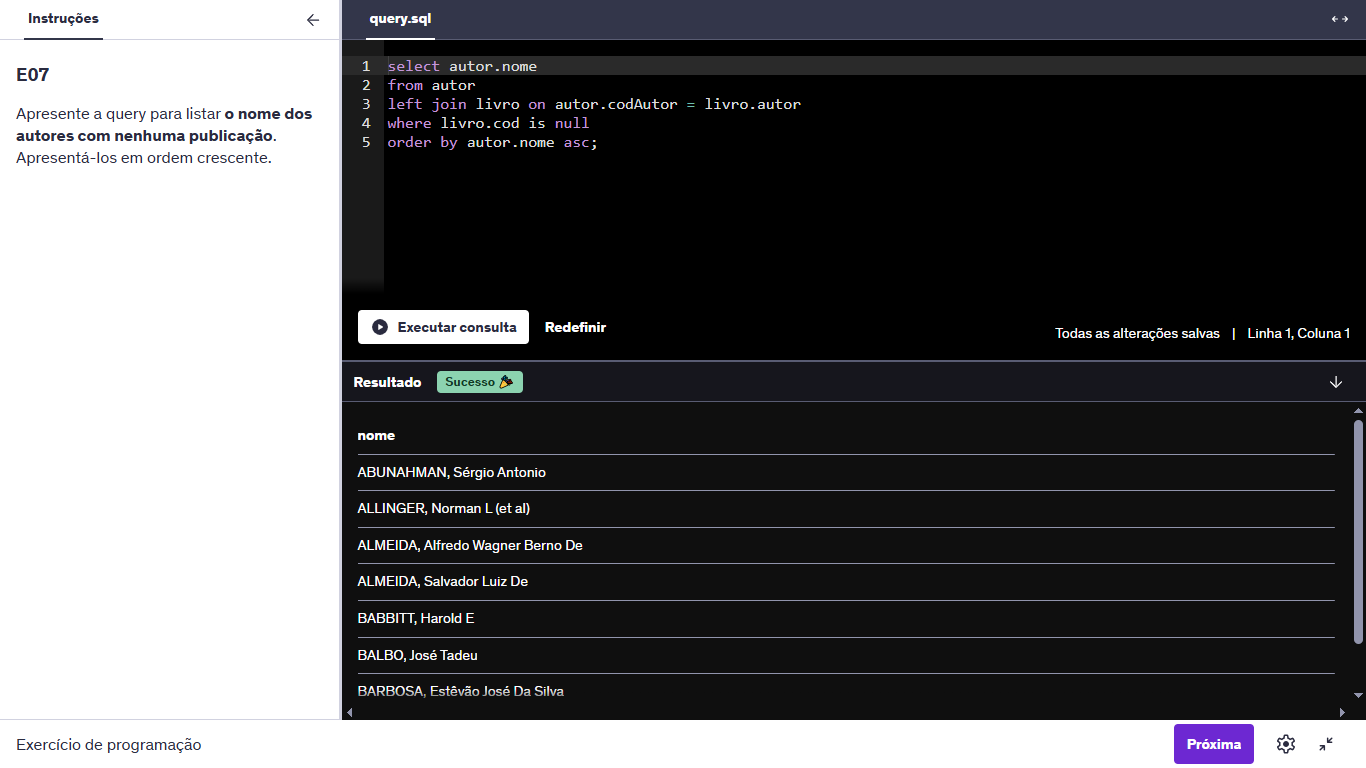 Instruções
E07
Apresente a query para listar o nome dos
autores com nenhuma publicação.
Apresentá-los em ordem crescente.
query.sql
1 select autor.nome
2 from autor
3 left join livro on autor.codAutor = livro.autor
4 where livro.cod is null
5 order by autor.nome asc;
Executar consulta
Redefinir
Todas as alterações salvas | Linha 1, Coluna 1
Resultado
Sucesso
nome
ABUNAHMAN, Sérgio Antonio
ALLINGER, Norman L (et al)
ALMEIDA, Alfredo Wagner Berno De
ALMEIDA, Salvador Luiz De
BABBITT, Harold E
BALBO, José Tadeu
BARBOSA, Estêvão José Da Silva
Exercício de programação
Próxima